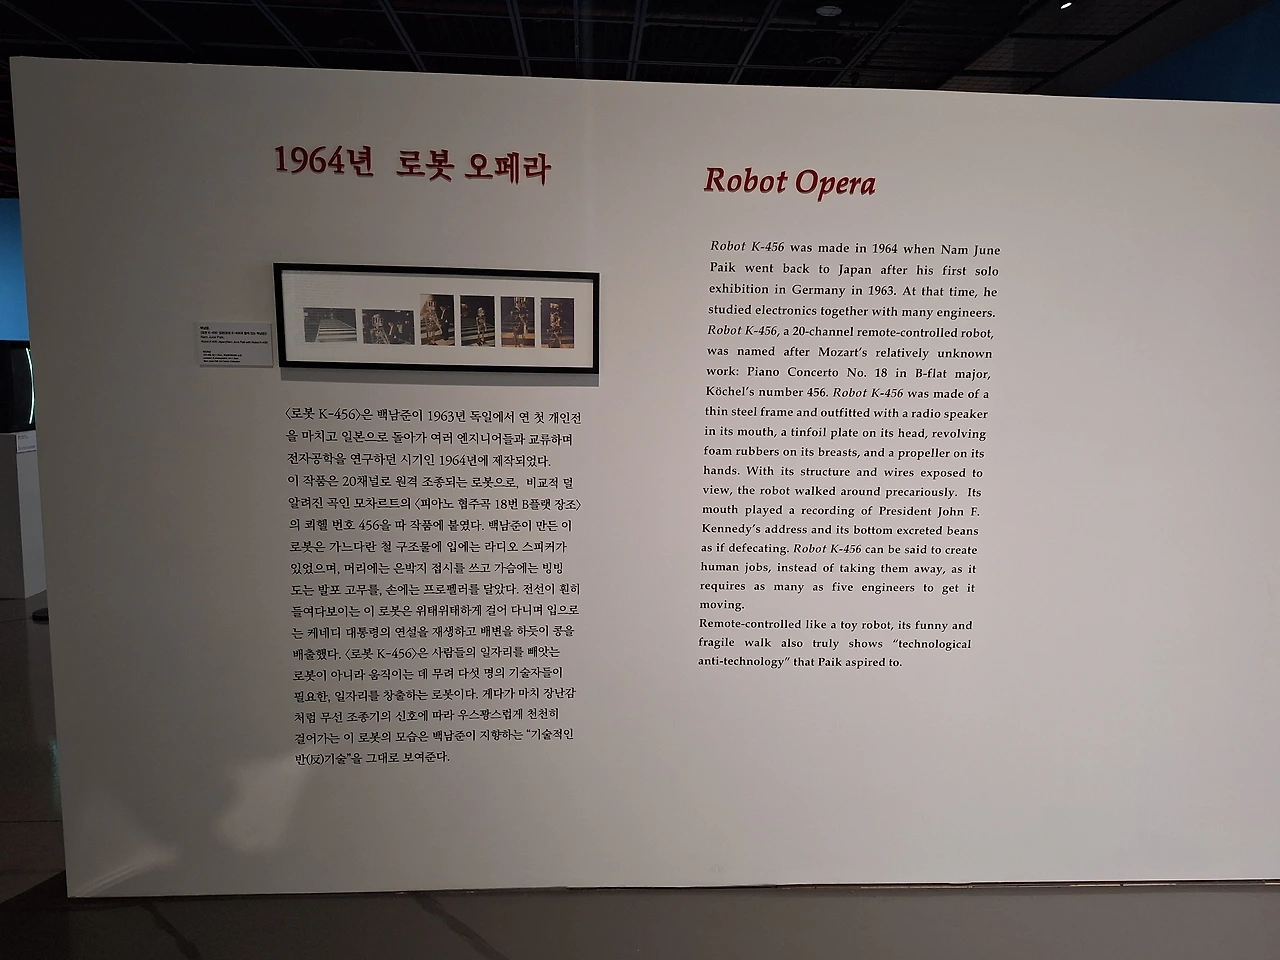 1964년 로봇 오페라
〈로봇 K-456〉은 백남준이 1963년 독일에서 연 첫 개인전
을 마치고 일본으로 돌아가 여러 엔지니어들과 교류하며
전자공학을 연구하던 시기인 1964년에 제작되었다.
이 작품은 20채널로 원격 조종되는 로봇으로, 비교적 덜
알려진 곡인 모차르트의 〈피아노 협주곡 18번 B플랫 장조〉
의 쾨헬 번호 456을 따 작품에 붙였다. 백남준이 만든 이
로봇은 가느다란 철 구조물에 입에는 라디오 스피커가
있었으며, 머리에는 은박지 접시를 쓰고 가슴에는 빙빙
도는 발포 고무를, 손에는 프로펠러를 달았다. 전선이 훤히
들여다보이는 이 로봇은 위태위태하게 걸어 다니며 입으로
는 케네디 대통령의 연설을 재생하고 배변을 하듯이 콩을
배출했다. 〈로봇 K-456〉은 사람들의 일자리를 빼앗는
로봇이 아니라 움직이는 데 무려 다섯 명의 기술자들이
필요한, 일자리를 창출하는 로봇이다. 게다가 마치 장난감
처럼 무선 조종기의 신호에 따라 우스꽝스럽게 천천히
걸어가는 이 로봇의 모습은 백남준이 지향하는 “기술적인
반(反)기술”을 그대로 보여준다.
Robot Opera
Robot K-456 was made in 1964 when Nam June
Paik went back to Japan after his first solo
exhibition in Germany in 1963. At that time, he
studied electronics together with many engineers.
Robot K-456, a 20-channel remote-controlled robot,
was named after Mozart's relatively unknown
work: Piano Concerto No. 18 in B-flat major,
Köchel's number 456. Robot K-456 was made of a
thin steel frame and outfitted with a radio speaker
in its mouth, a tinfoil plate on its head, revolving
foam rubbers on its breasts, and a propeller on its
hands. With its structure and wires exposed to
view, the robot walked around precariously. Its
mouth played a recording of President John F.
Kennedy's address and its bottom excreted beans
as if defecating. Robot K-456 can be said to create
human jobs, instead of taking them away, as it
requires as many as five engineers to get it
moving.
Remote-controlled like a toy robot, its funny and
fragile walk also truly shows “technological
anti-technology” that Paik aspired to.